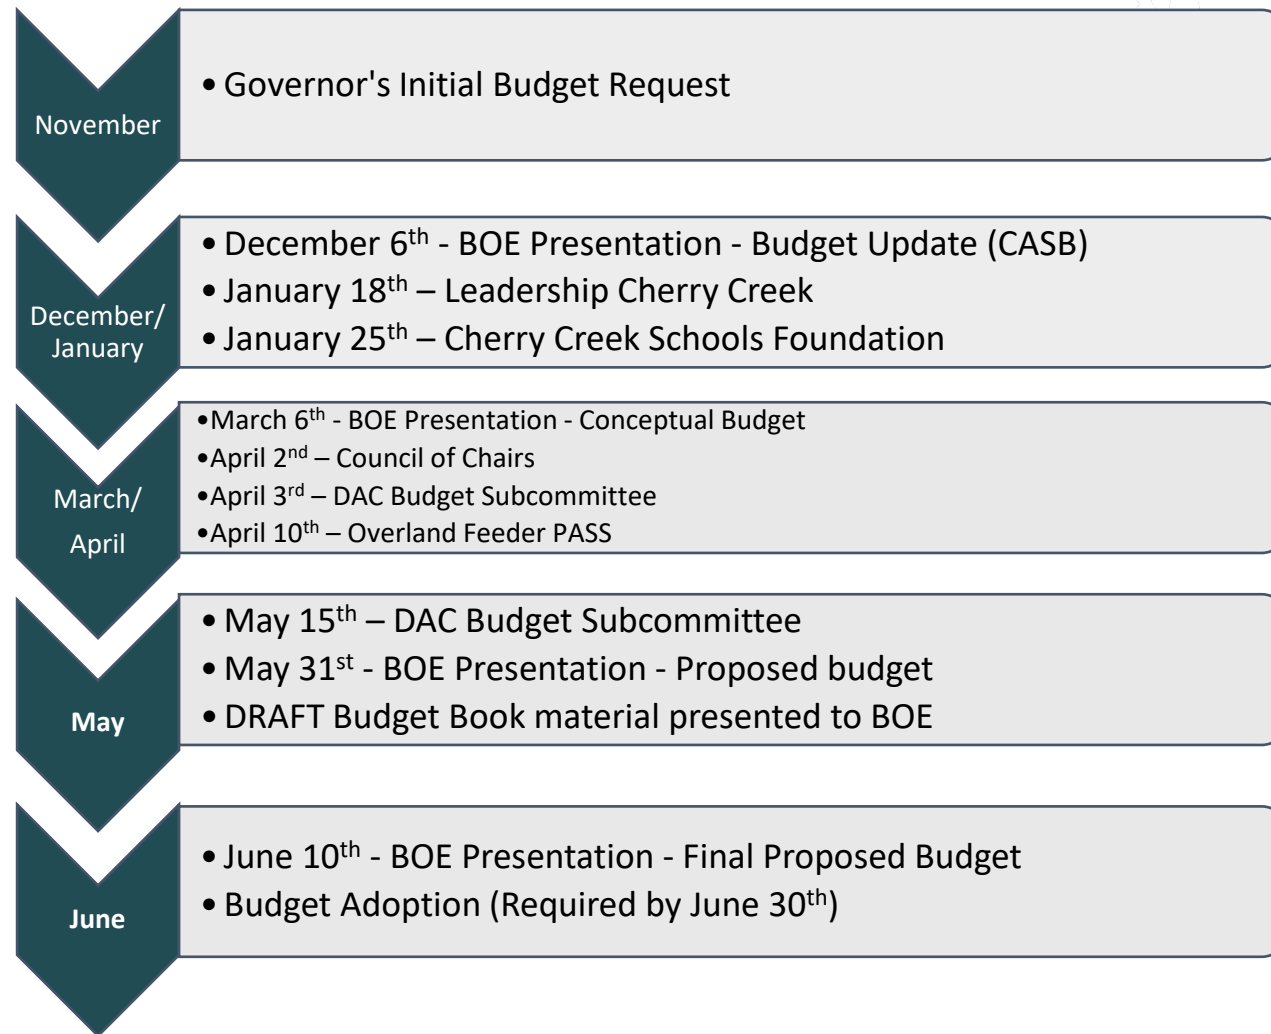 November
• Governor's Initial Budget Request
December/
January
• December 6th - BOE Presentation - Budget Update (CASB)
• January 18th – Leadership Cherry Creek
• January 25th – Cherry Creek Schools Foundation
March/
April
•March 6th - BOE Presentation - Conceptual Budget
•April 2nd – Council of Chairs
•April 3rd – DAC Budget Subcommittee
•April 10th – Overland Feeder PASS
May
• May 15th – DAC Budget Subcommittee
• May 31st - BOE Presentation - Proposed budget
• DRAFT Budget Book material presented to BOE
June
• June 10th - BOE Presentation - Final Proposed Budget
• Budget Adoption (Required by June 30th)